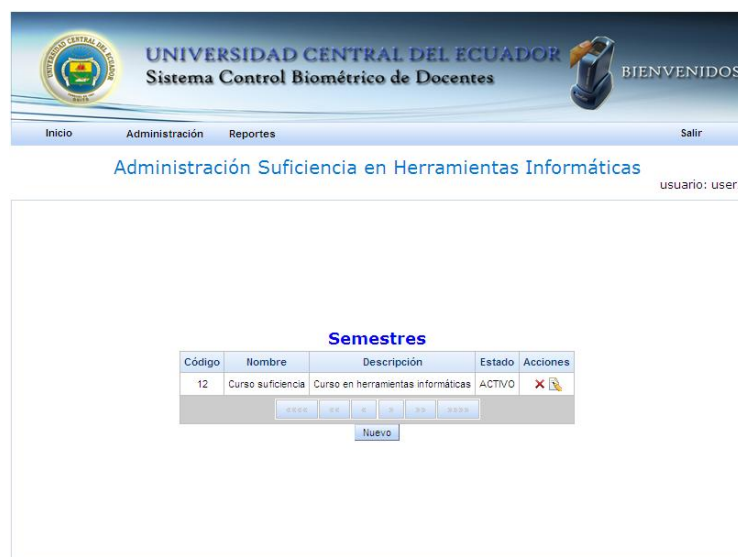 UNIVERSIDAD CENTRAL DEL ECUADOR
Sistema Control Biométrico de Docentes
BIENVENIDOS
Inicio Administración Reportes Salir
Administración Suficiencia en Herramientas Informáticas
usuario: user
Semestres
Código Nombre Descripción Estado Acciones
12 Curso suficiencia Curso en herramientas informáticas ACTIVO
«««« «« « » »» »»»»
Nuevo